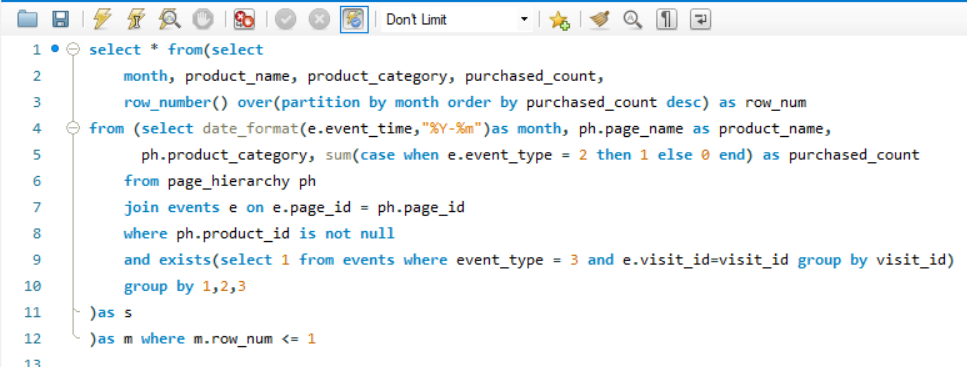 Don't Limit
1 select * from(select
2 month, product_name, product_category, purchased_count,
3 row_number() over(partition by month order by purchased_count desc) as row_num
4 from (select date_format(e.event_time,"%Y-%m")as month, ph.page_name as product_name,
5 ph.product_category, sum(case when e.event_type = 2 then 1 else 0 end) as purchased_count
6 from page_hierarchy ph
7 join events e on e.page_id = ph.page_id
8 where ph.product_id is not null
9 and exists(select 1 from events where event_type = 3 and e.visit_id=visit_id group by visit_id)
10 group by 1,2,3
11 )as s
12 )as m where m.row_num <= 1
13